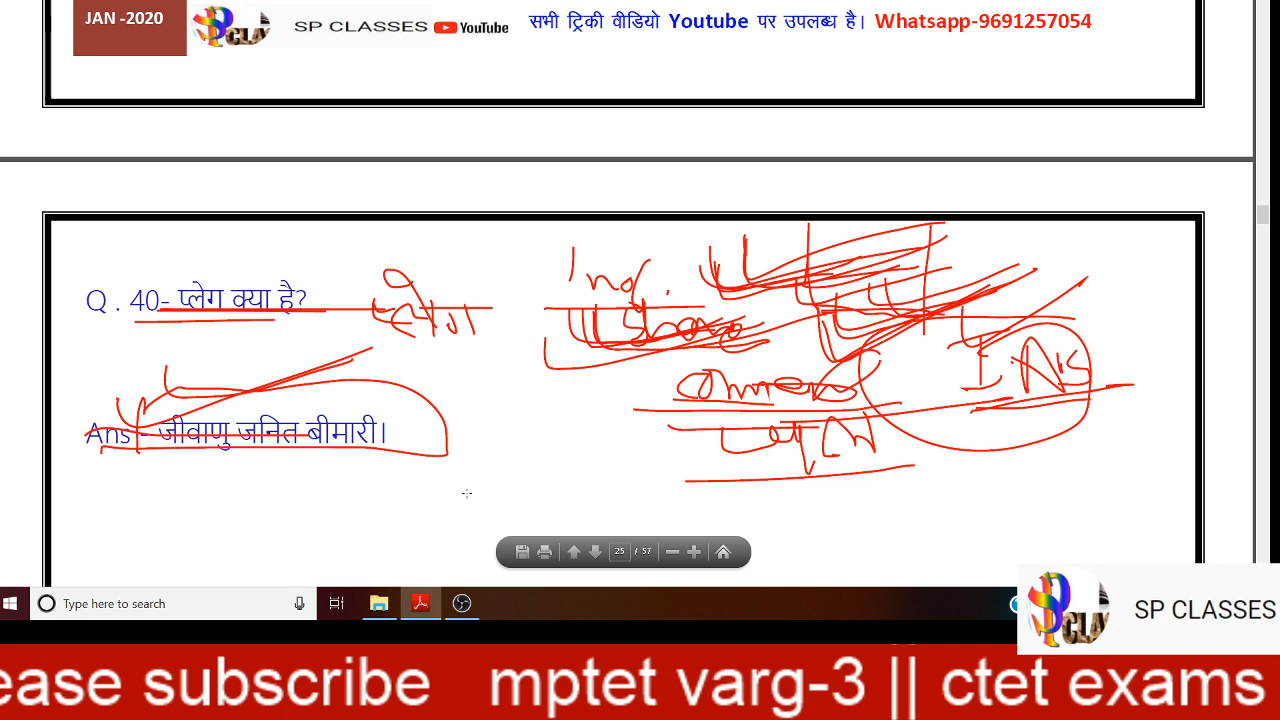 JAN -2020
SP CLASSES YouTube
सभी ट्रिकी वीडियो Youtube पर उपलब्ध है। Whatsapp-9691257054
Q . 40- प्लेग क्या है?
Ans - जीवाणु जनित बीमारी।
25 / 57
Type here to search
SP CLASSES
ease subscribe mptet varg-3 || ctet exams